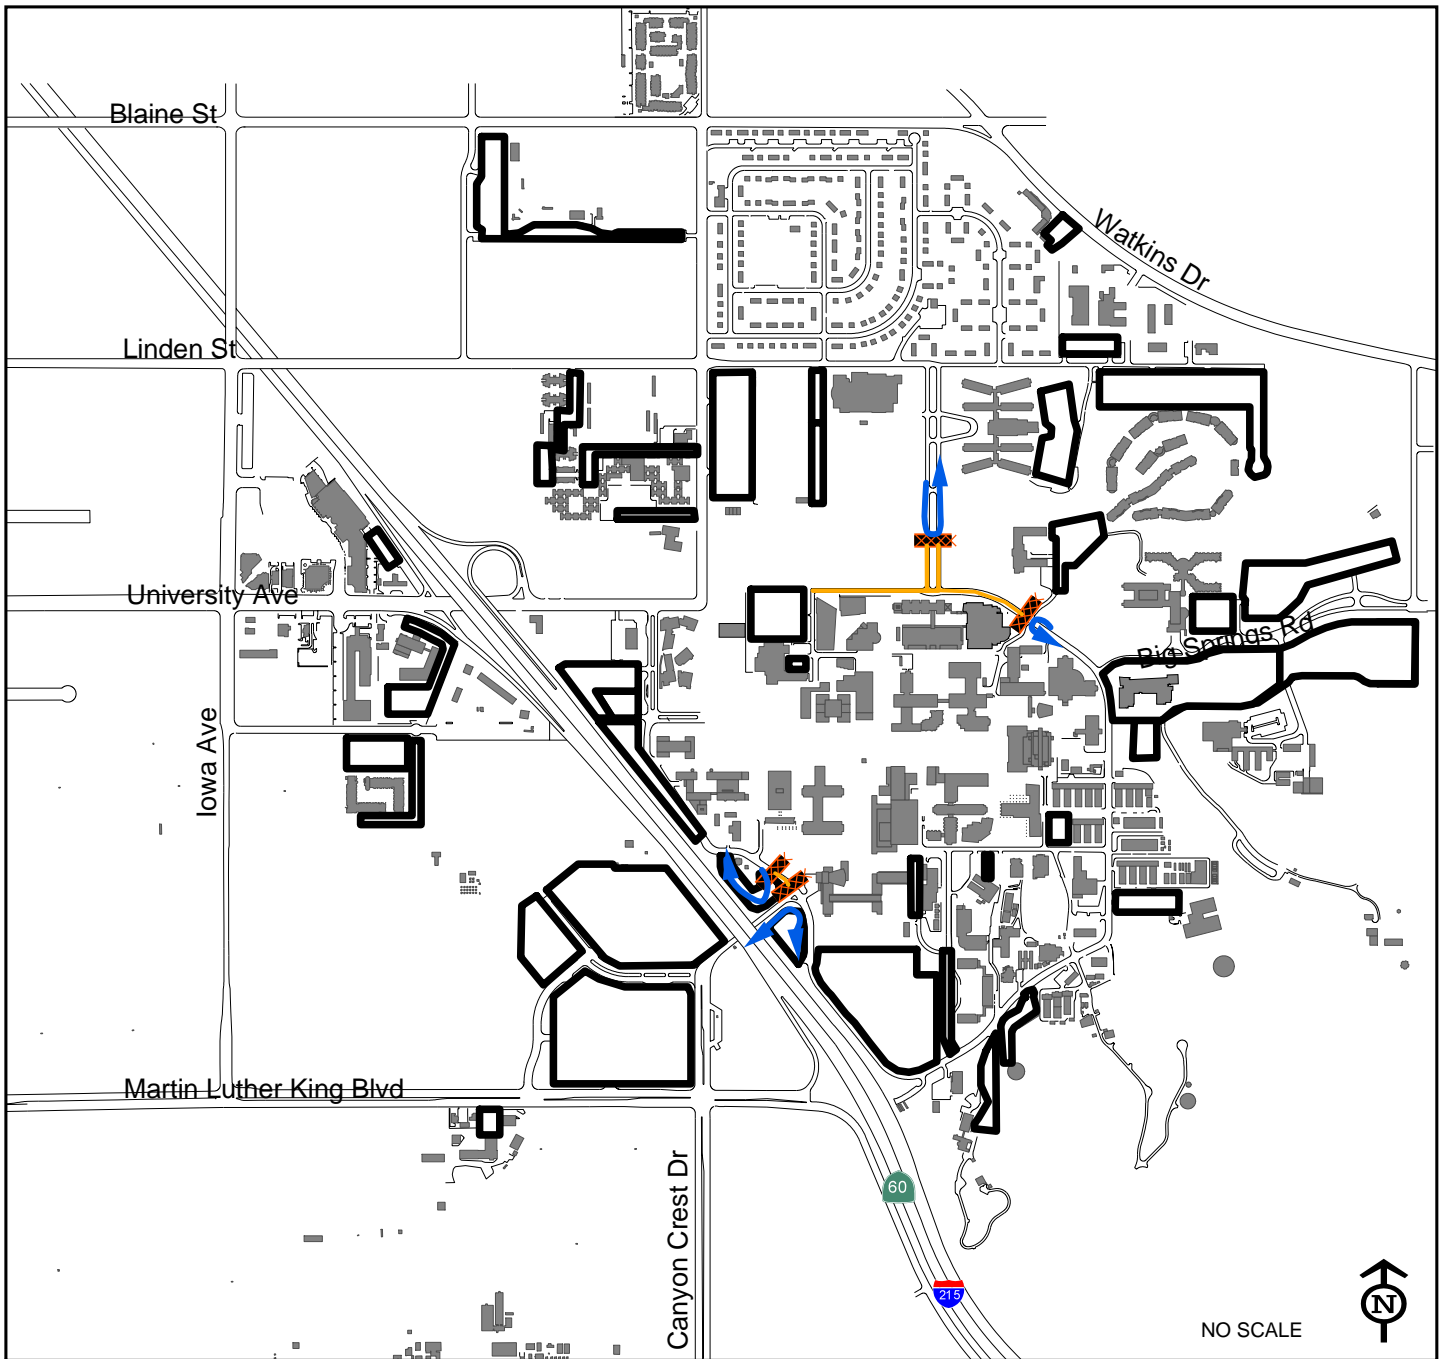 Blaine St
Watkins Dr
Linden St
University Ave
Big Springs Rd
Iowa Ave
Martin Luther King Blvd
Canyon Crest Dr
60
215
N
NO SCALE